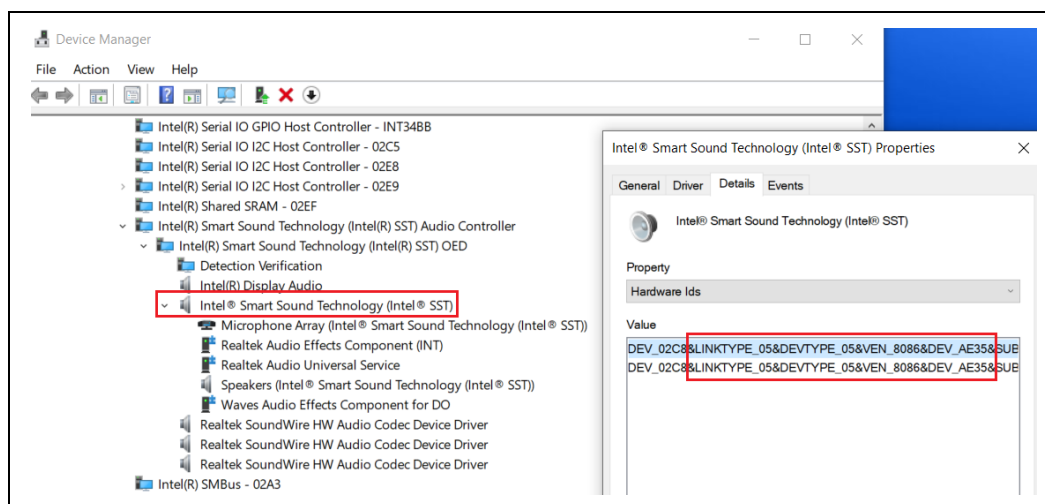 Device Manager
File Action View Help
Intel(R) Serial IO GPIO Host Controller - INT34BB
Intel(R) Serial IO I2C Host Controller - 02C5
Intel(R) Serial IO I2C Host Controller - 02E8
Intel(R) Serial IO I2C Host Controller - 02E9
Intel(R) Shared SRAM - 02EF
Intel(R) Smart Sound Technology (Intel(R) SST) Audio Controller
Intel(R) Smart Sound Technology (Intel(R) SST) OED
Detection Verification
Intel(R) Display Audio
Intel® Smart Sound Technology (Intel® SST)
Microphone Array (Intel® Smart Sound Technology (Intel® SST))
Realtek Audio Effects Component (INT)
Realtek Audio Universal Service
Speakers (Intel® Smart Sound Technology (Intel® SST))
Waves Audio Effects Component for DO
Realtek SoundWire HW Audio Codec Device Driver
Realtek SoundWire HW Audio Codec Device Driver
Realtek SoundWire HW Audio Codec Device Driver
Intel(R) SMBus - 02A3
Intel® Smart Sound Technology (Intel® SST) Properties
General Driver Details Events
Intel® Smart Sound Technology (Intel® SST)
Property
Hardware Ids
Value
DEV_02C8&LINKTYPE_05&DEVTYPE_05&VEN_8086&DEV_AE35&SUB
DEV_02C8&LINKTYPE_05&DEVTYPE_05&VEN_8086&DEV_AE35&SUB